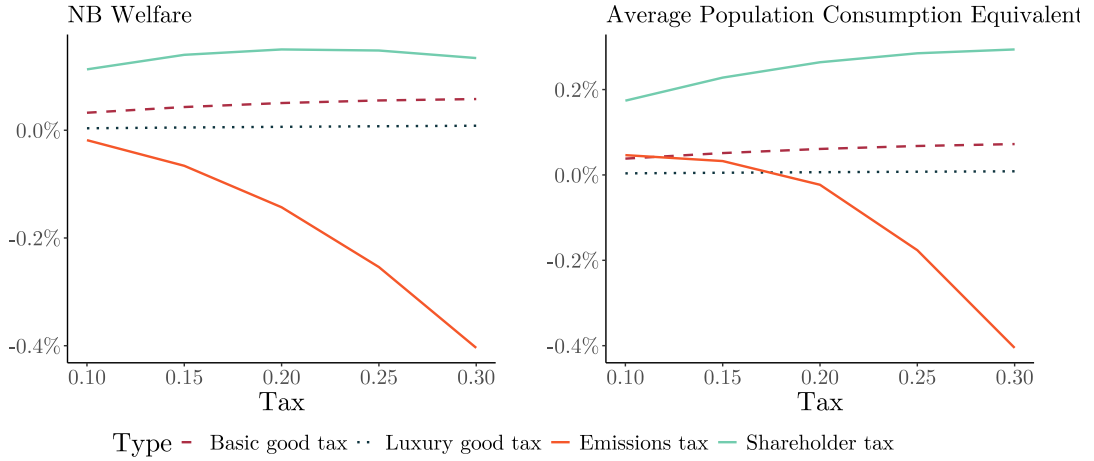 NB Welfare
0.0%
-0.2%
-0.4%
0.10 0.15 0.20 0.25 0.30
Tax
Average Population Consumption Equivalent
0.2%
0.0%
-0.2%
-0.4%
0.10 0.15 0.20 0.25 0.30
Tax
Type Basic good tax Luxury good tax Emissions tax Shareholder tax